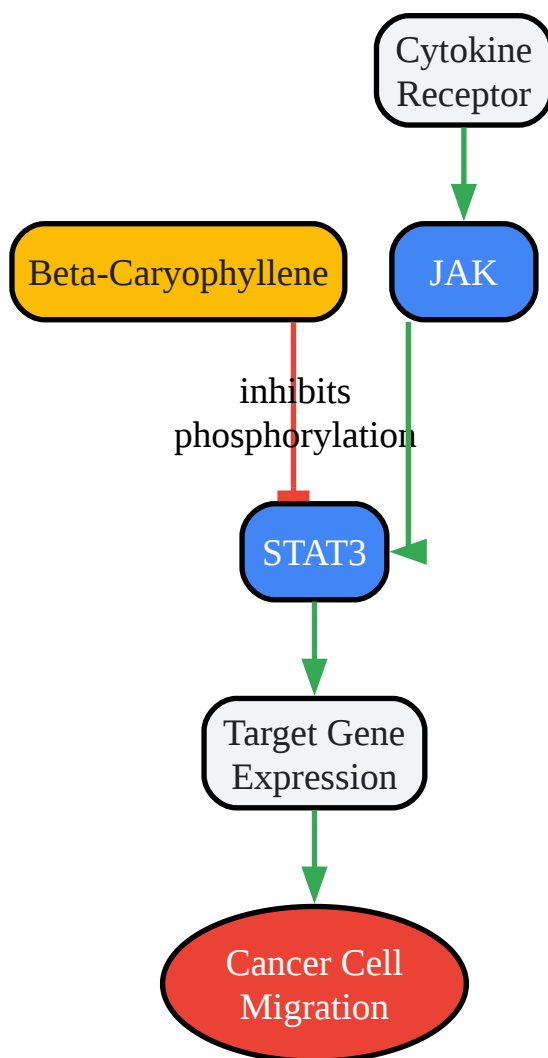 Cytokine
Receptor
Beta-Caryophyllene
JAK
inhibits
phosphorylation
STAT3
Target Gene
Expression
Cancer Cell
Migration